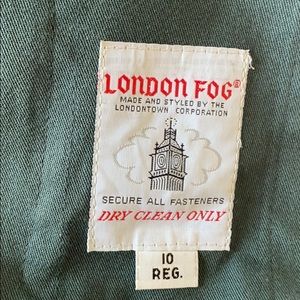 LONDON FOG®
MADE AND STYLED BY THE
LONDONTOWN CORPORATION
SECURE ALL FASTENERS
DRY CLEAN ONLY
10
REG.